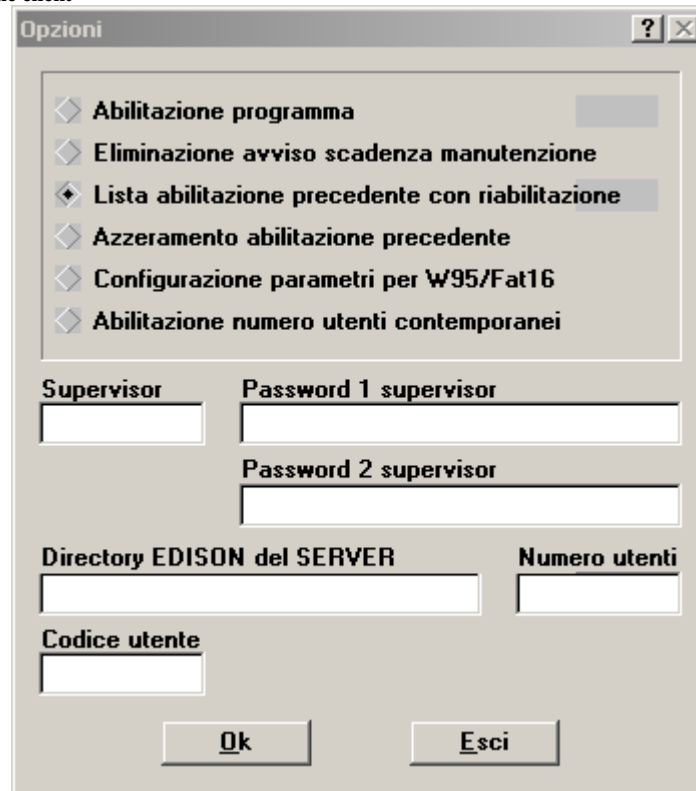 Opzioni
Abilitazione programma
Eliminazione avviso scadenza manutenzione
Lista abilitazione precedente con riabilitazione
Azzeramento abilitazione precedente
Configurazione parametri per W95/Fat16
Abilitazione numero utenti contemporanei
Supervisor Password 1 supervisor
Password 2 supervisor
Directory EDISON del SERVER Numero utenti
Codice utente
Ok Esci